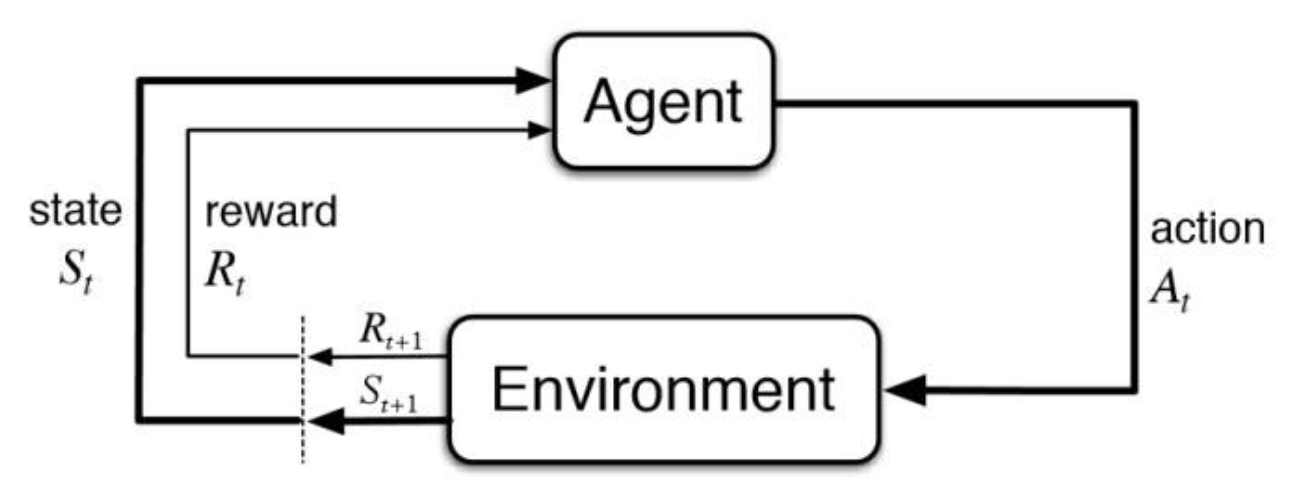 Agent
state
S_t
reward
R_t
action
A_t
R_{t+1}
S_{t+1}
Environment